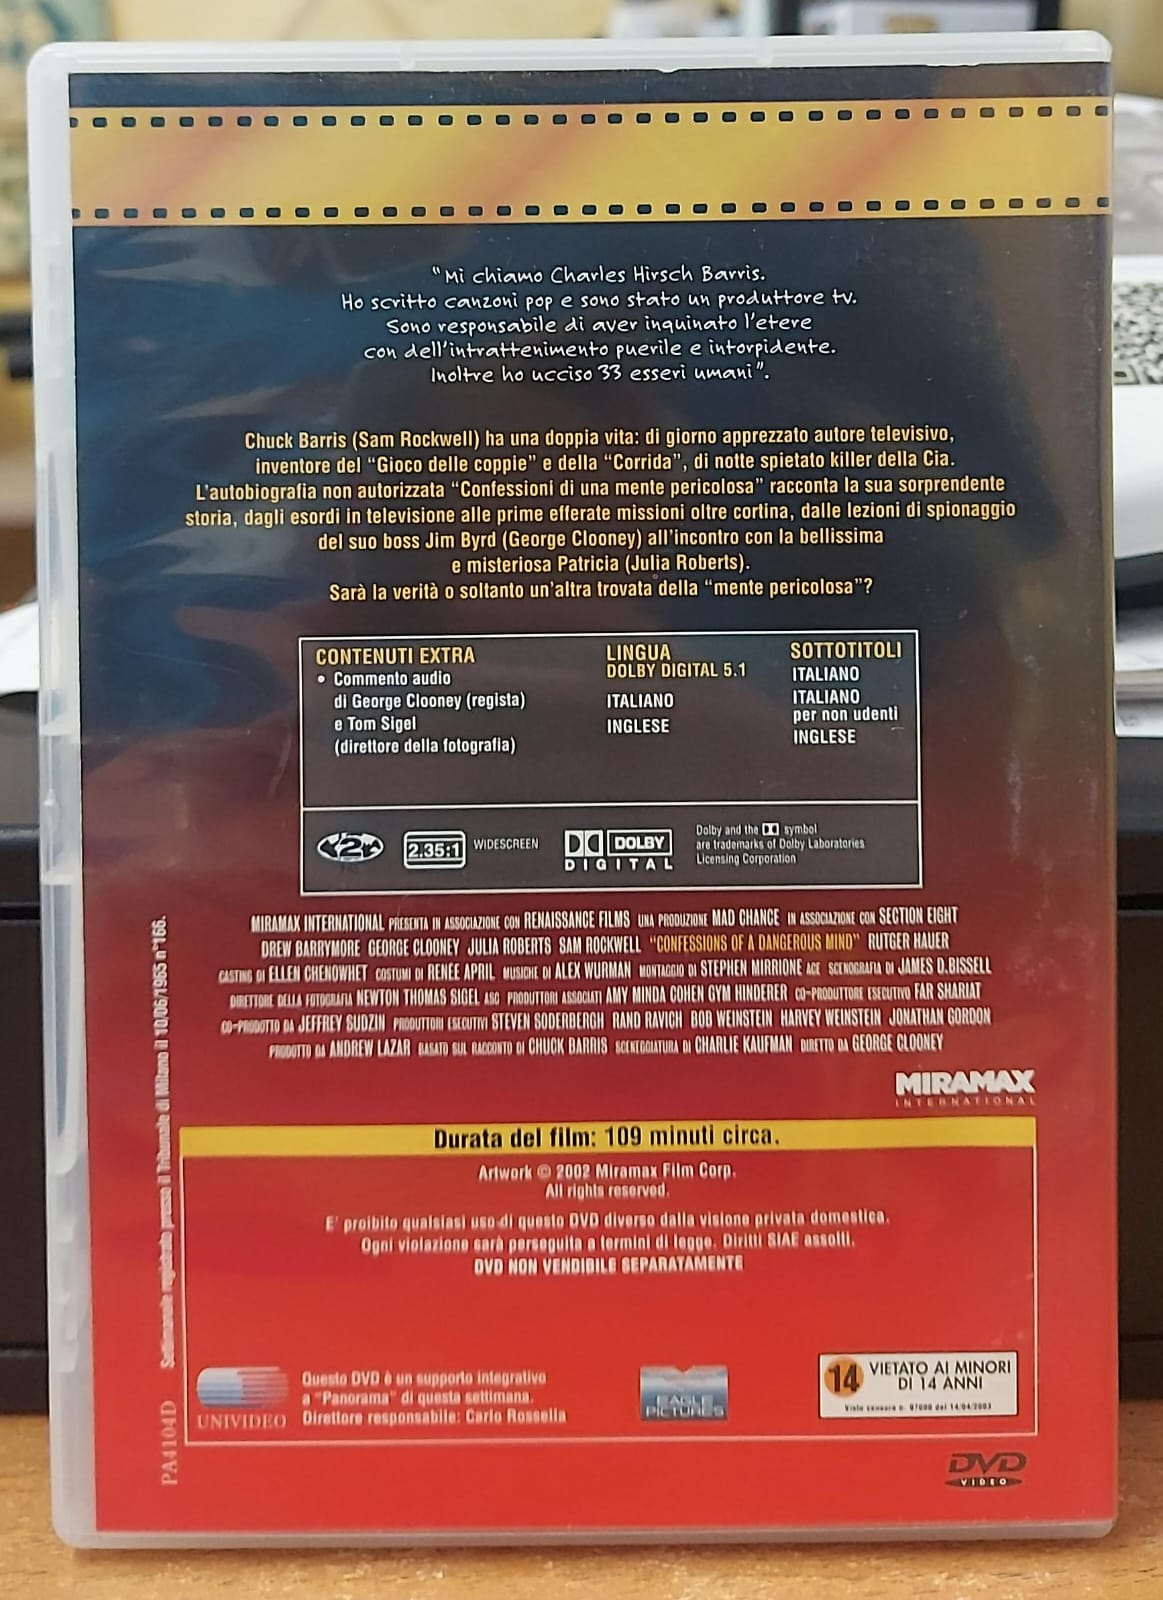 "Mi chiamo Charles Hirsch Barris.
Ho scritto canzoni pop e sono stato un produttore tv.
Sono responsabile di aver inquinato l'etere
con dell'intrattenimento puerile e intorpidente.
Inoltre ho ucciso 33 esseri umani".
Chuck Barris (Sam Rockwell) ha una doppia vita: di giorno apprezzato autore televisivo,
inventore del "Gioco delle coppie" e della "Corrida", di notte spietato killer della Cia.
L'autobiografia non autorizzata "Confessioni di una mente pericolosa" racconta la sua sorprendente
storia, dagli esordi in televisione alle prime efferate missioni oltre cortina, dalle lezioni di spionaggio
del suo boss Jim Byrd (George Clooney) all'incontro con la bellissima
e misteriosa Patricia (Julia Roberts).
Sarà la verità o soltanto un'altra trovata della "mente pericolosa"?
CONTENUTI EXTRA
• Commento audio
di George Clooney (regista)
e Tom Sigel
(direttore della fotografia)
LINGUA
DOLBY DIGITAL 5.1
ITALIANO
INGLESE
SOTTOTITOLI
ITALIANO
ITALIANO
per non udenti
INGLESE
2
2.35:1 WIDESCREEN
DOLBY
DIGITAL
Dolby and the symbol
are trademarks of Dolby Laboratories
Licensing Corporation
MIRAMAX INTERNATIONAL PRESENTA IN ASSOCIAZIONE CON RENAISSANCE FILMS UNA PRODUZIONE MAD CHANCE IN ASSOCIAZIONE CON SECTION EIGHT
DREW BARRYMORE GEORGE CLOONEY JULIA ROBERTS SAM ROCKWELL "CONFESSIONS OF A DANGEROUS MIND" RUTGER HAUER
CASTING DI ELLEN CHENOWHET COSTUMI DI RENÉE APRIL MUSICHE DI ALEX WURMAN MONTAGGIO DI STEPHEN MIRRIONE ACE SCENOGRAFIA DI JAMES D.BISSELL
DIRETTORE DELLA FOTOGRAFIA NEWTON THOMAS SIGEL ASC PRODUTTORI ASSOCIATI AMY MINDA COHEN GYM HINDERER CO-PRODUTTORE ESECUTIVO FAR SHARIAT
CO-PRODOTTO DA JEFFREY SUDZIN PRODUTTORI ESECUTIVI STEVEN SODERBERGH RAND RAVICH BOB WEINSTEIN HARVEY WEINSTEIN JONATHAN GORDON
PRODOTTO DA ANDREW LAZAR BASATO SUL RACCONTO DI CHUCK BARRIS SCENEGGIATURA DI CHARLIE KAUFMAN DIRETTO DA GEORGE CLOONEY
MIRAMAX
INTERNATIONAL
Durata del film: 109 minuti circa.
Artwork © 2002 Miramax Film Corp.
All rights reserved.
E' proibito qualsiasi uso di questo DVD diverso dalla visione privata domestica.
Ogni violazione sarà perseguita a termini di legge. Diritti SIAE assolti.
DVD NON VENDIBILE SEPARATAMENTE
UNIVIDEO
Questo DVD è un supporto integrativo
a "Panorama" di questa settimana.
Direttore responsabile: Carlo Rossella
EAGLE
PICTURES
14 VIETATO AI MINORI
DI 14 ANNI
Visto censura n. 97000 del 14/04/2003
DVD
VIDEO
PA4104D Settimanale registrato presso il Tribunale di Milano il 10/06/1965 n°166.